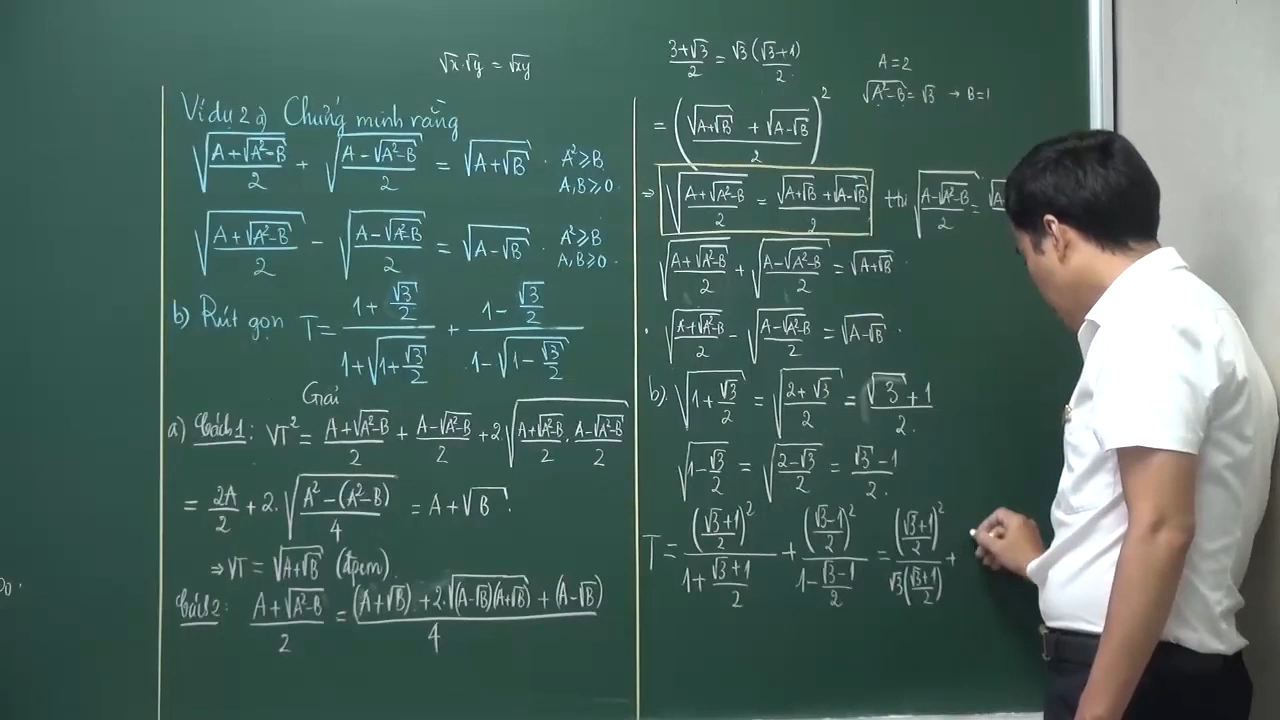 √x.√y = √xy
Ví dụ 2 a) Chứng minh rằng
√((A+√(A²-B))/2) + √((A-√(A²-B))/2) = √(A+√B) . A² ≥ B
A,B ≥ 0.
√((A+√(A²-B))/2) - √((A-√(A²-B))/2) = √(A-√B) . A² ≥ B
A,B ≥ 0.
b) Rút gọn T = (1+√3/2)/(1+√(1+√3/2)) + (1-√3/2)/(1-√(1-√3/2))
Giải
a) Cách 1: VT² = (A+√(A²-B))/2 + (A-√(A²-B))/2 + 2.√((A+√(A²-B))/2 . (A-√(A²-B))/2)
= 2A/2 + 2.√((A²-(A²-B))/4) = A+√B.
⇒ VT = √(A+√B) (đpcm)
Cách 2: (A+√(A²-B))/2 = ((A+√B) + 2.√((A-√B)(A+√B)) + (A-√B))/4
(3+√3)/2 = √3(√3+1)/2.
A=2
√(A²-B) = √3 → B=1
= ((√(A+√B) + √(A-√B))/2)²
⇒ √((A+√(A²-B))/2) = (√(A+√B) + √(A-√B))/2 thì √((A-√(A²-B))/2) =
√((A+√(A²-B))/2) + √((A-√(A²-B))/2) = √(A+√B) .
. √((A+√(A²-B))/2) - √((A-√(A²-B))/2) = √(A-√B) .
b). √(1+√3/2) = √((2+√3)/2) = (√3+1)/2.
√(1-√3/2) = √((2-√3)/2) = (√3-1)/2.
T = ((√3+1)/2)²/(1+(√3+1)/2) + ((√3-1)/2)²/(1-(√3-1)/2) = ((√3+1)/2)²/(√3((√3+1)/2)) +